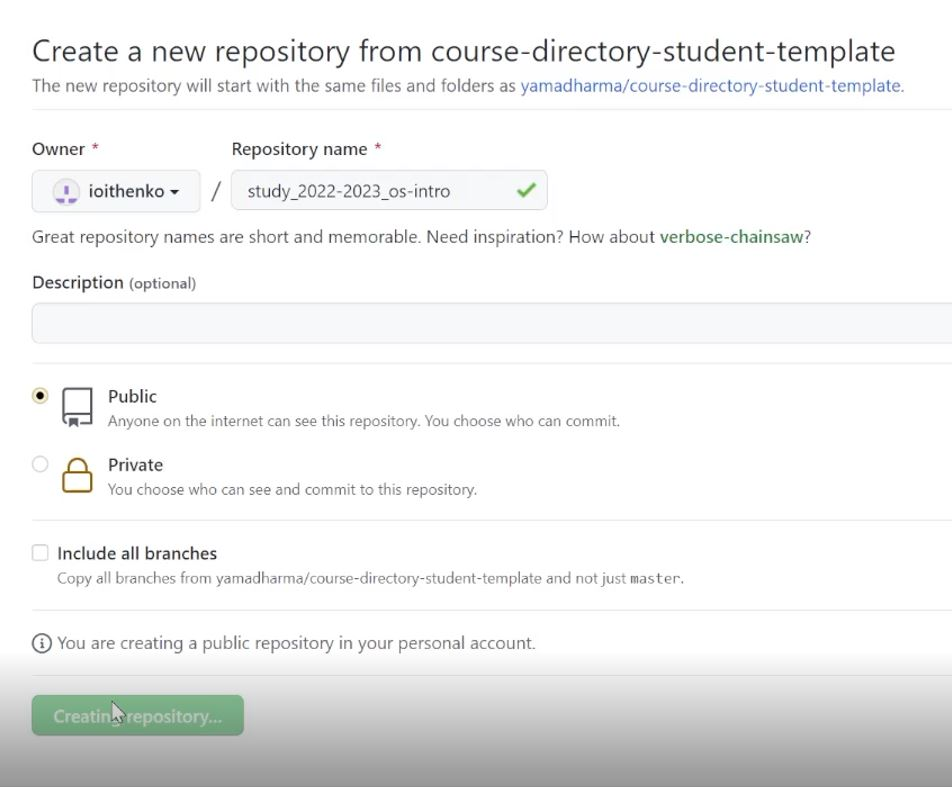 Create a new repository from course-directory-student-template
The new repository will start with the same files and folders as yamadharma/course-directory-student-template.
Owner * Repository name *
ioithenko / study_2022-2023_os-intro
Great repository names are short and memorable. Need inspiration? How about verbose-chainsaw?
Description (optional)
Public
Anyone on the internet can see this repository. You choose who can commit.
Private
You choose who can see and commit to this repository.
Include all branches
Copy all branches from yamadharma/course-directory-student-template and not just master.
You are creating a public repository in your personal account.
Creating repository...